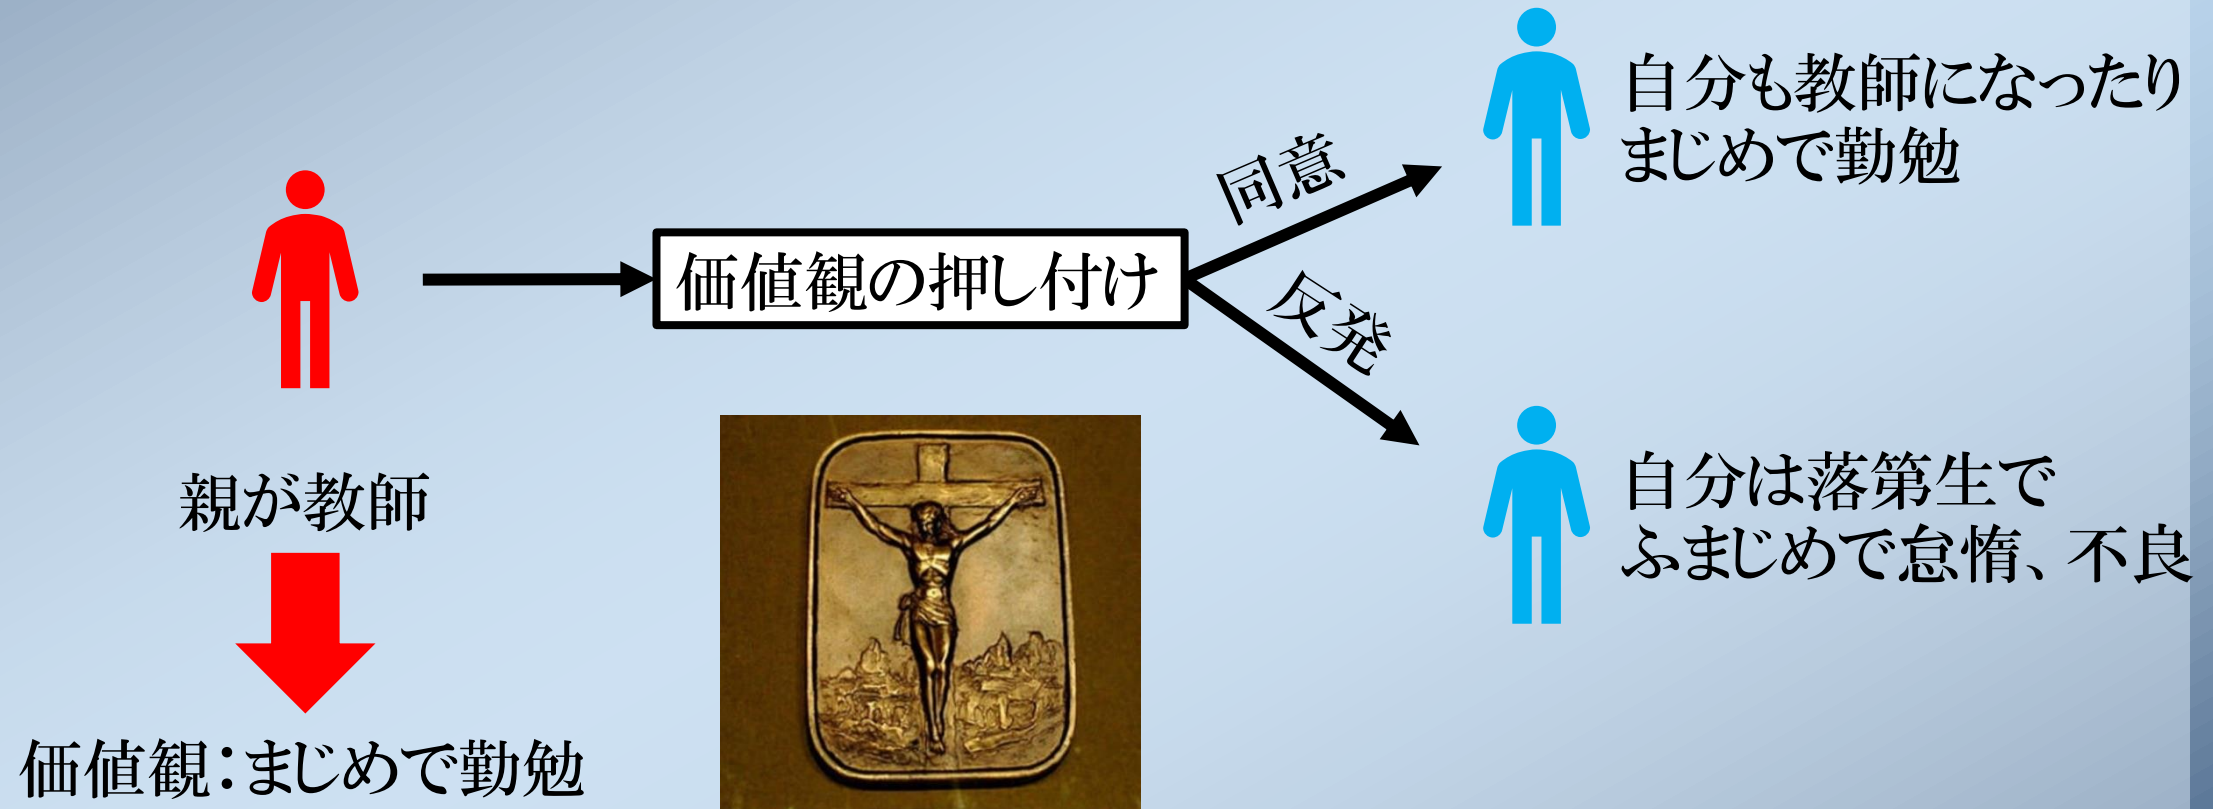 親が教師
価値観：まじめで勤勉
価値観の押し付け
同意
反発
自分も教師になったり
まじめで勤勉
自分は落第生で
ふまじめで怠惰、不良